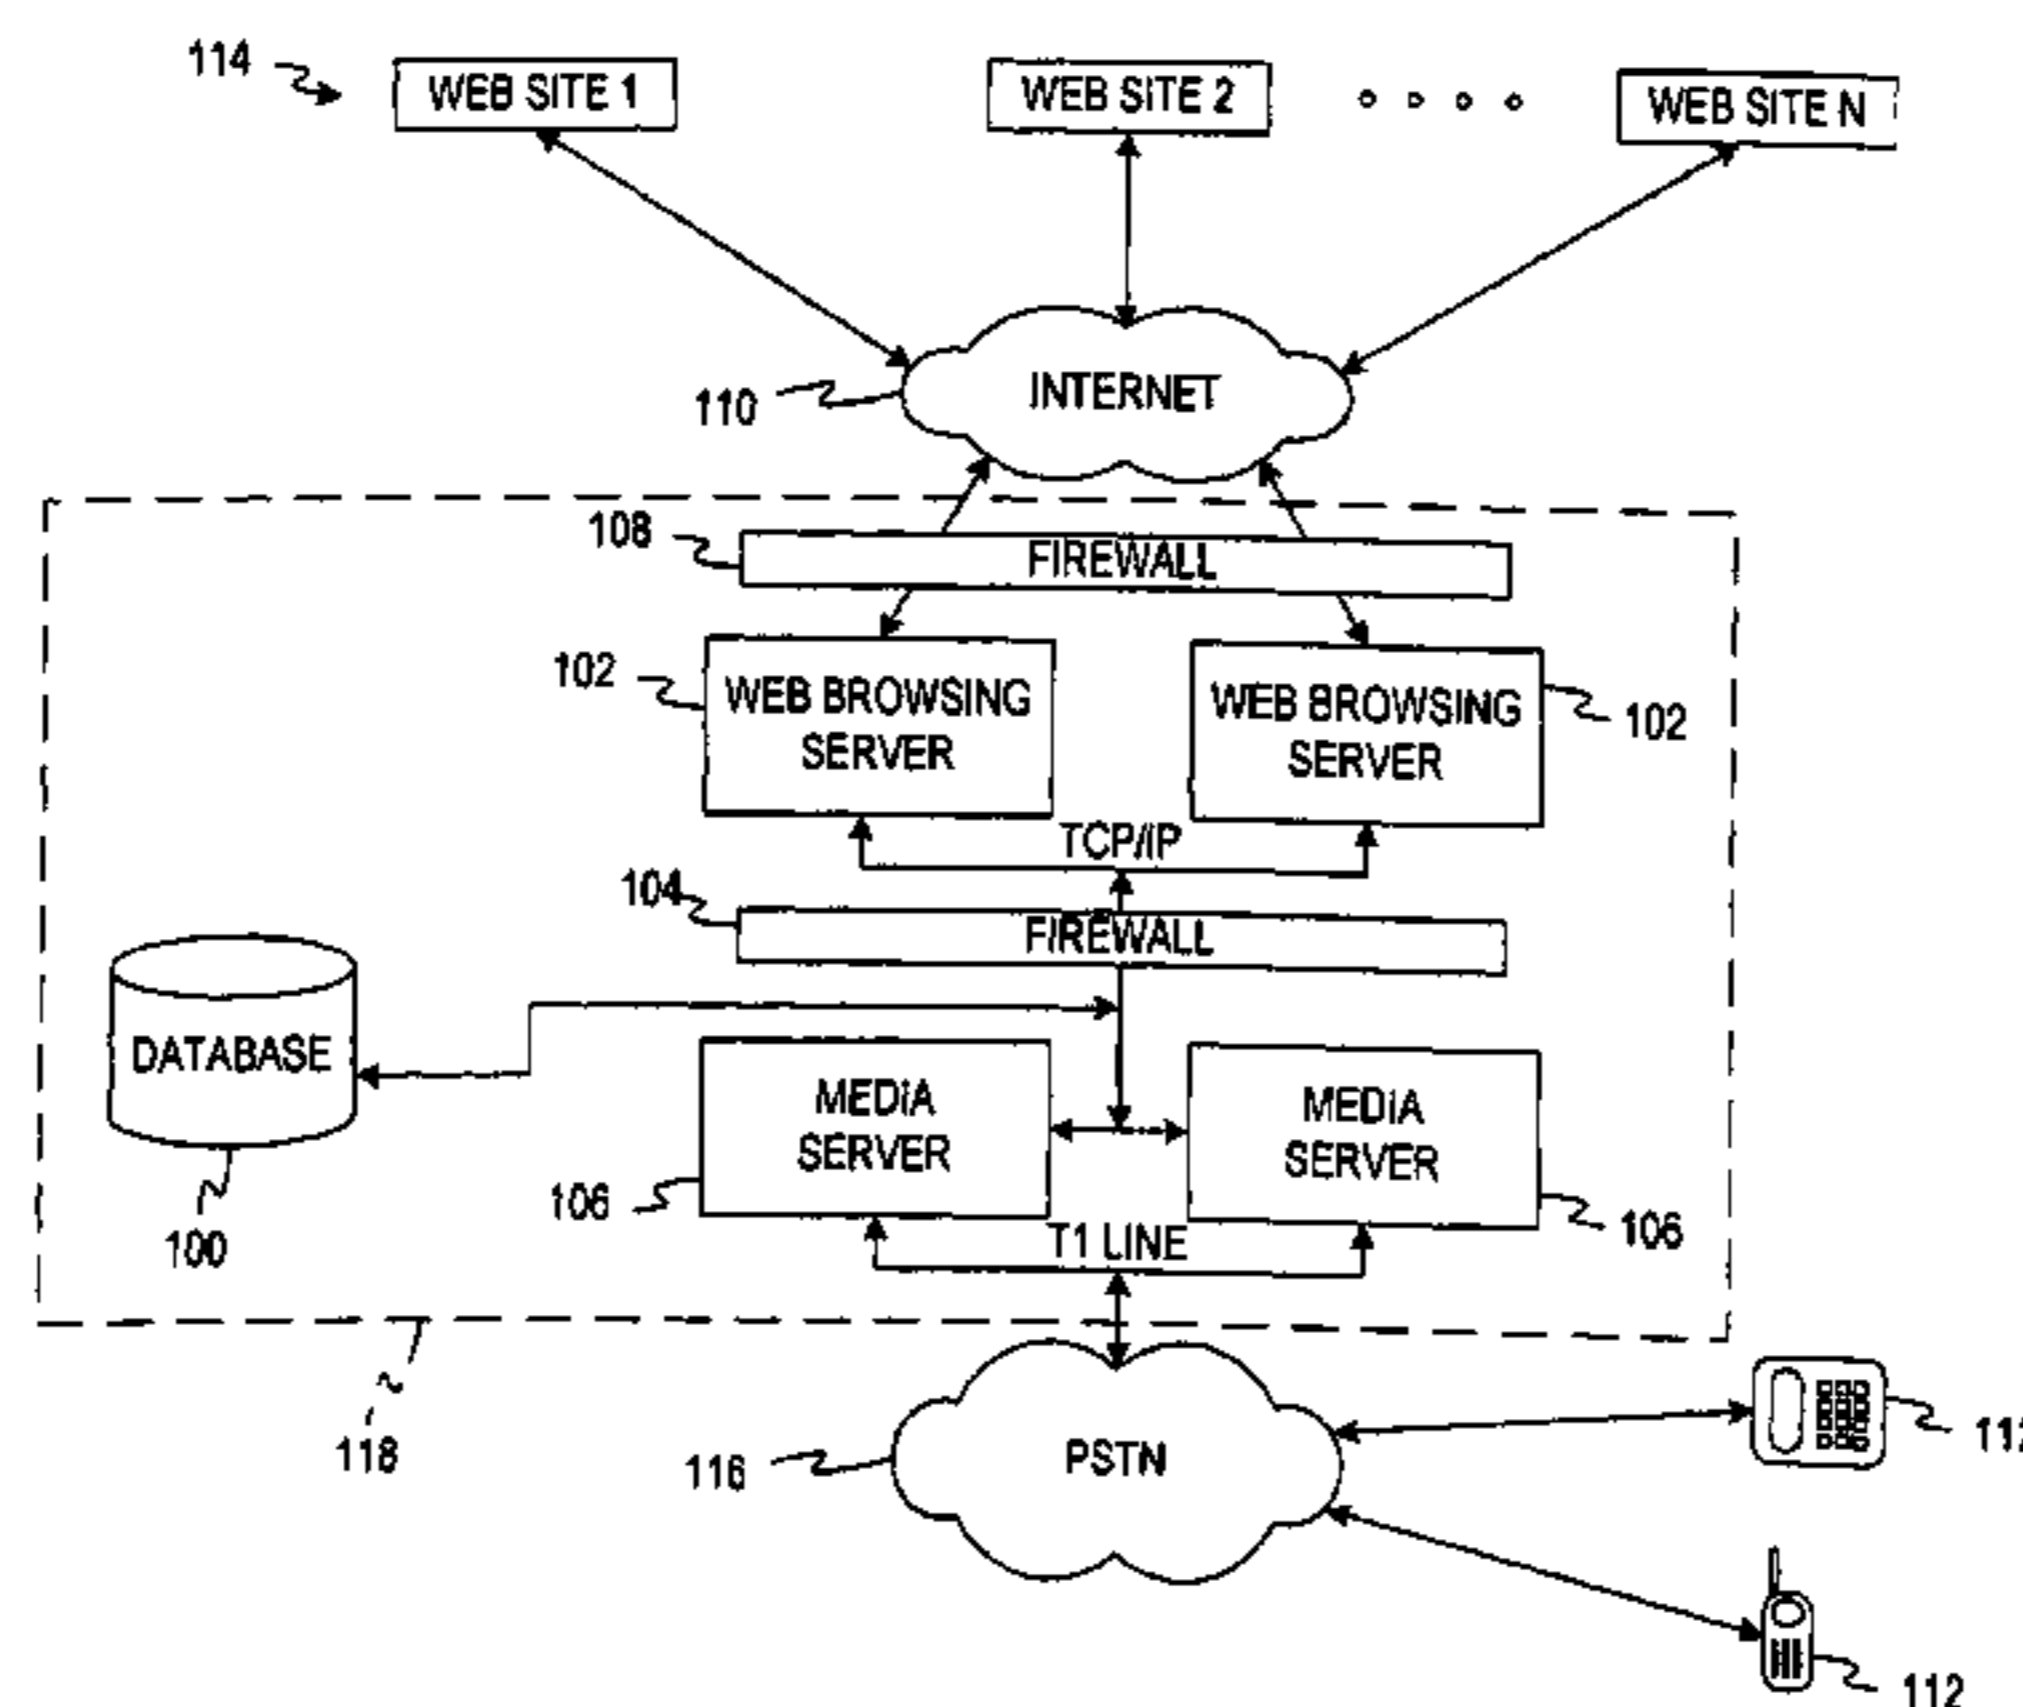 114
WEB SITE 1
WEB SITE 2
WEB SITE N
110
INTERNET
108
FIREWALL
102
WEB BROWSING
SERVER
WEB BROWSING
SERVER
102
TCP/IP
104
FIREWALL
DATABASE
100
MEDIA
SERVER
MEDIA
SERVER
106
106
T1 LINE
118
116
PSTN
112
112